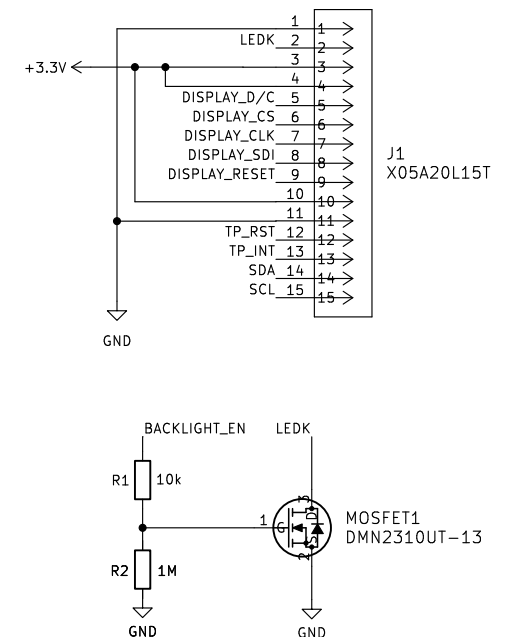 1 1
LEDK 2 2
+3.3V 3 3
4 4
DISPLAY_D/C 5 5
DISPLAY_CS 6 6
DISPLAY_CLK 7 7
DISPLAY_SDI 8 8
DISPLAY_RESET 9 9
10 10
11 11
TP_RST 12 12
TP_INT 13 13
SDA 14 14
SCL 15 15
J1
X05A20L15T
GND
BACKLIGHT_EN LEDK
R1 10k
1 G D S 3 2
MOSFET1
DMN2310UT-13
R2 1M
GND GND